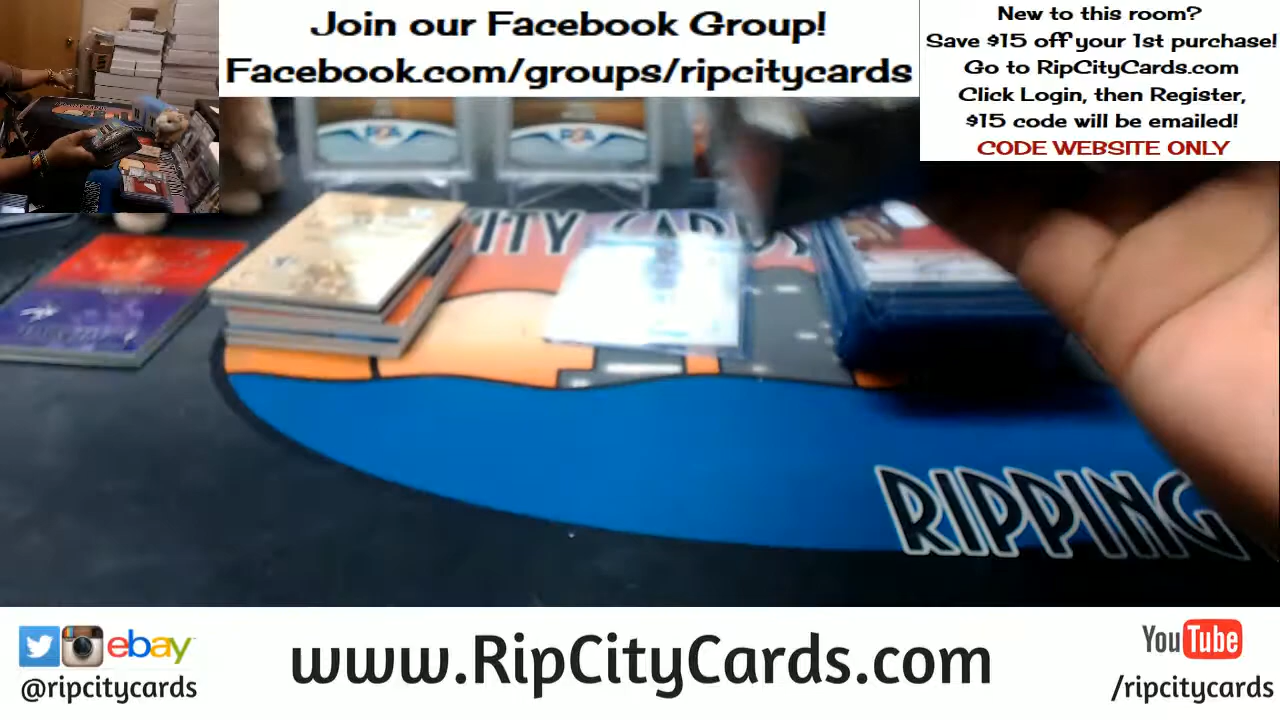 Join our Facebook Group!
Facebook.com/groups/ripcitycards
New to this room?
Save $15 off your 1st purchase!
Go to RipCityCards.com
Click Login, then Register,
$15 code will be emailed!
CODE WEBSITE ONLY
CITY CARDS
RIPPING
ebay
@ripcitycards
www.RipCityCards.com
YouTube
/ripcitycards